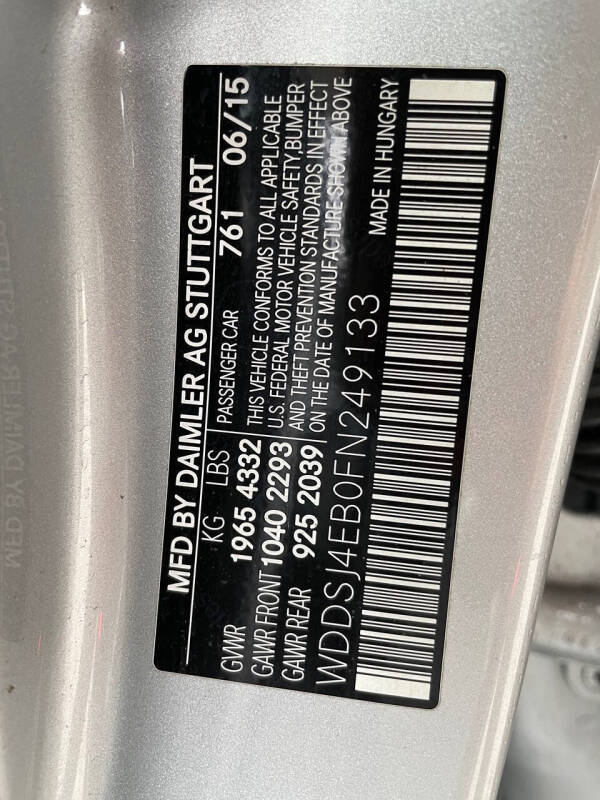 MFD BY DAIMLER AG STUTTGART
KG LBS
GVWR 1965 4332
GAWR FRONT 1040 2293
GAWR REAR 925 2039
PASSENGER CAR 761 06/15
THIS VEHICLE CONFORMS TO ALL APPLICABLE
U.S. FEDERAL MOTOR VEHICLE SAFETY,BUMPER
AND THEFT PREVENTION STANDARDS IN EFFECT
ON THE DATE OF MANUFACTURE SHOWN ABOVE
WDDSJ4EB0FN249133
MADE IN HUNGARY